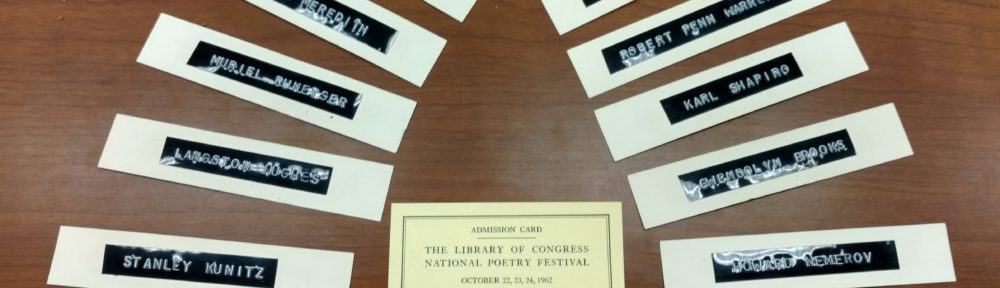 MEREDITH
MURIEL RUKEYSER
LANGSTON HUGHES
STANLEY KUNITZ
ROBERT PENN WARREN
KARL SHAPIRO
GWENDOLYN BROOKS
HOWARD NEMEROV
ADMISSION CARD
THE LIBRARY OF CONGRESS
NATIONAL POETRY FESTIVAL
OCTOBER 22, 23, 24, 1962